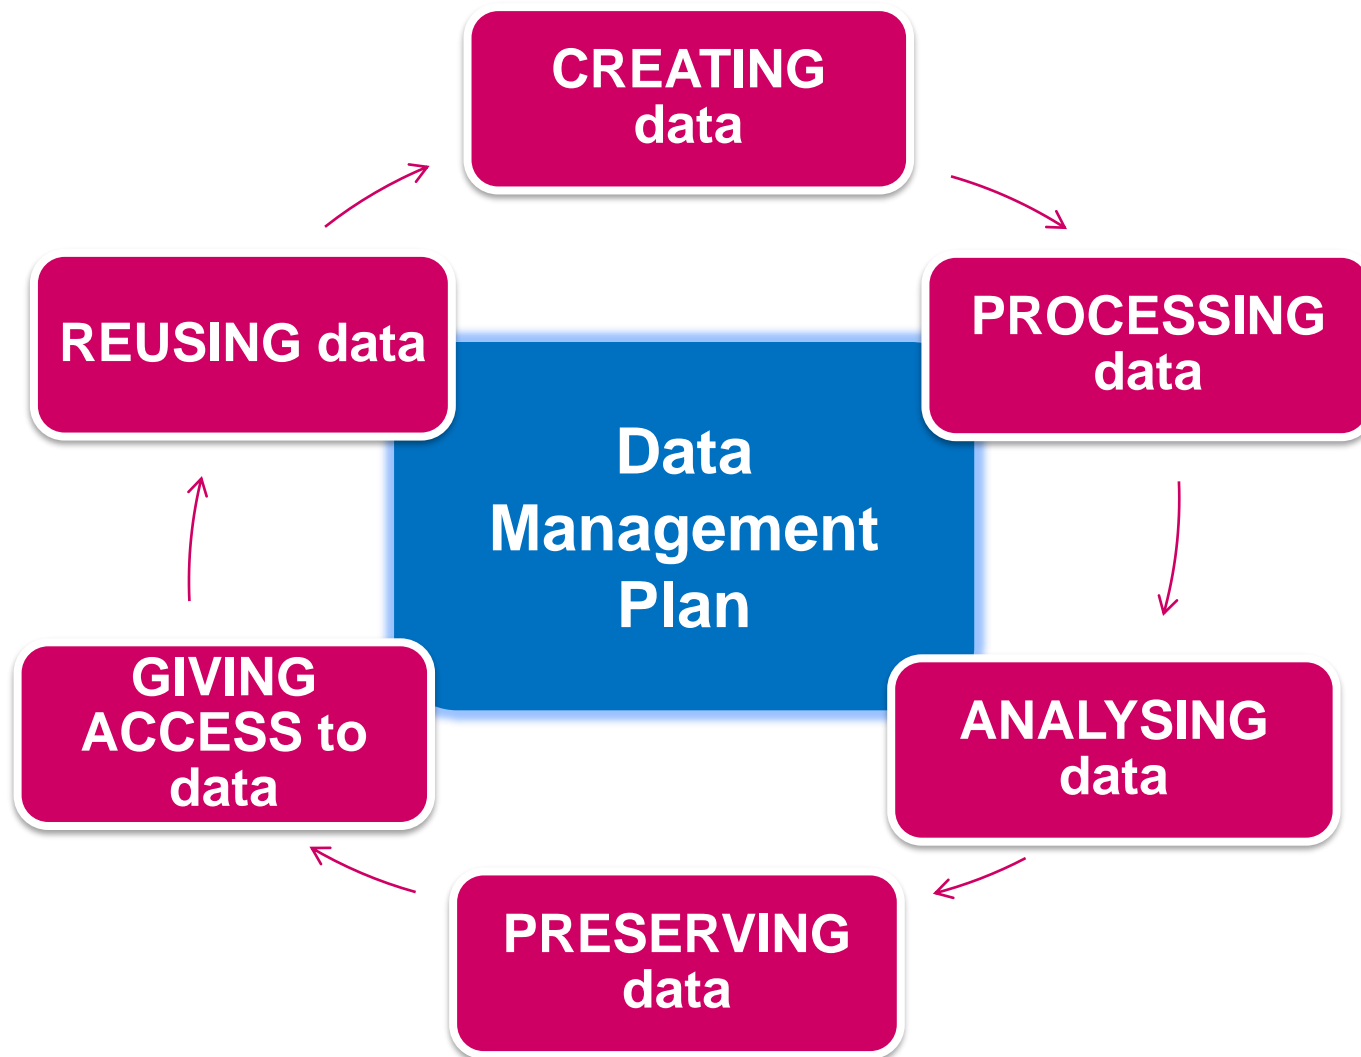 CREATING
data
PROCESSING
data
ANALYSING
data
PRESERVING
data
GIVING
ACCESS to
data
REUSING data
Data
Management
Plan